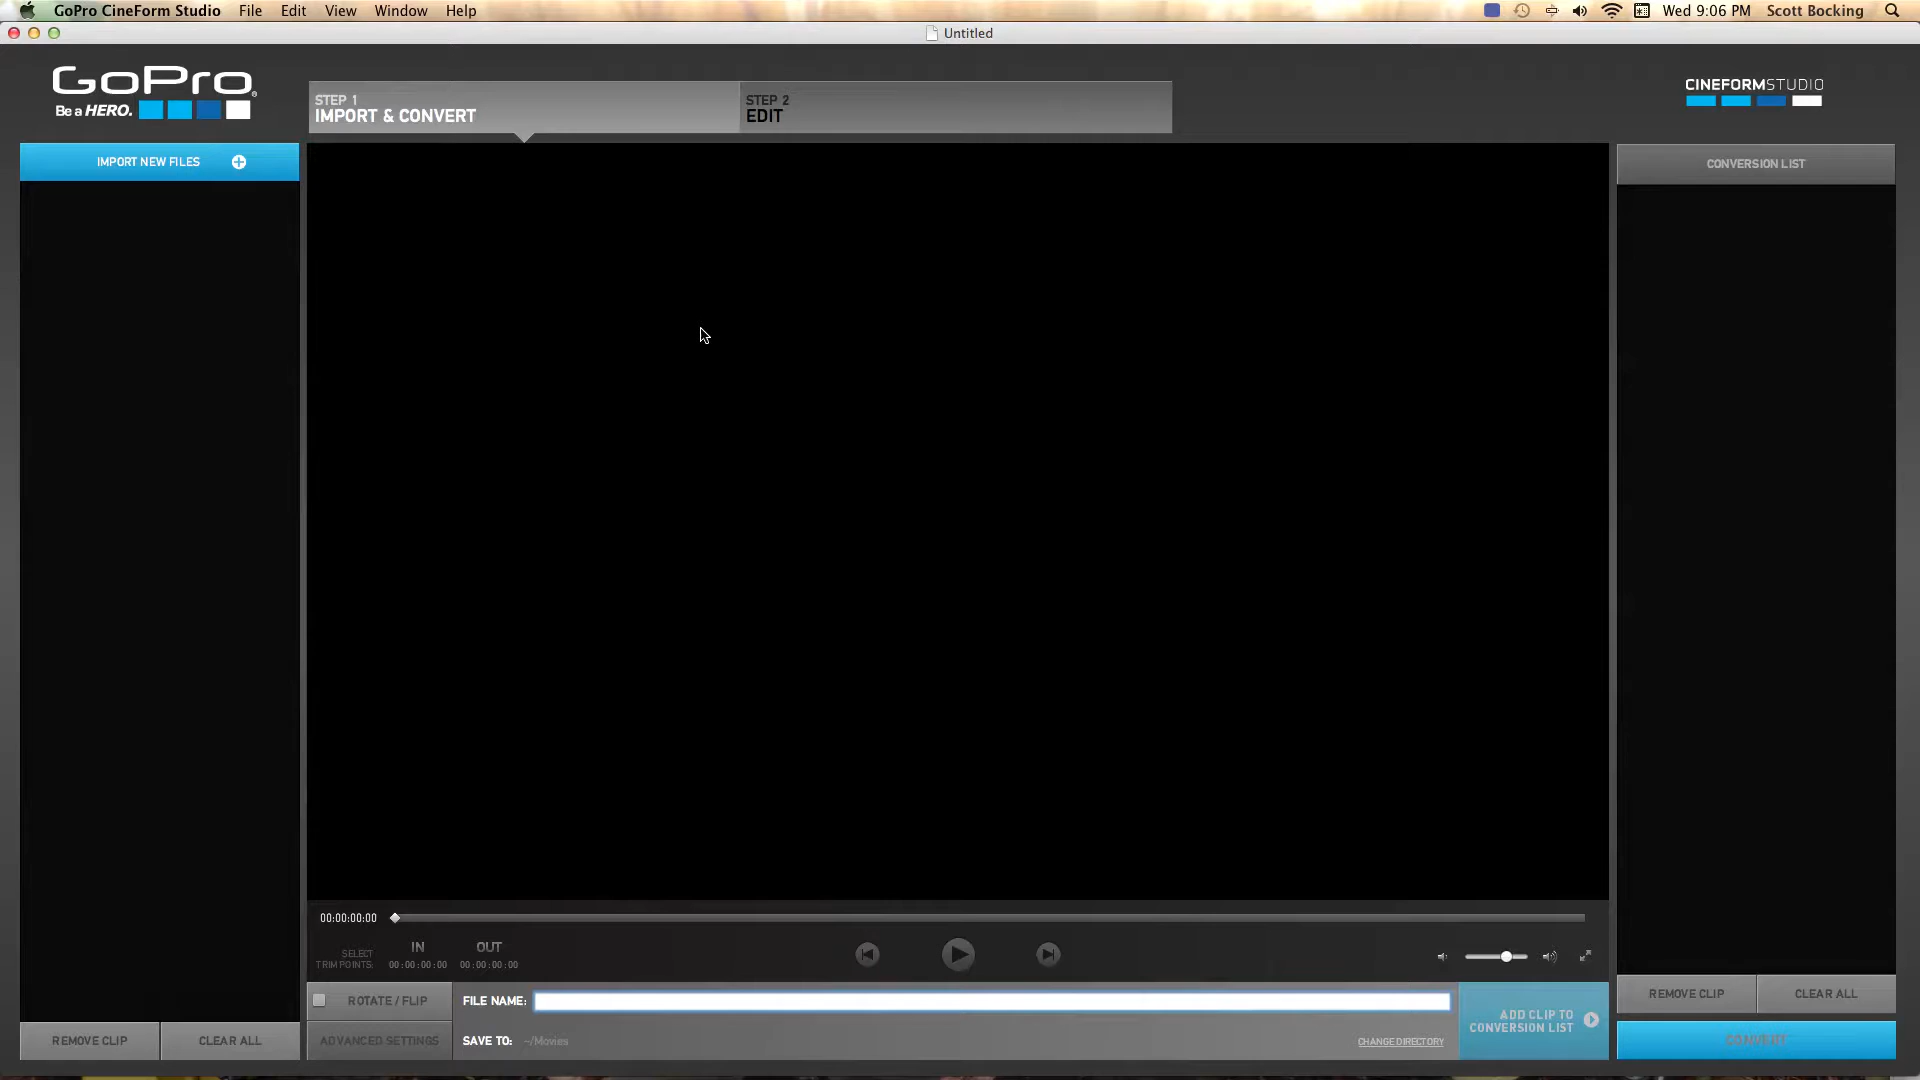 GoPro CineForm Studio File Edit View Window Help Wed 9:06 PM Scott Bocking
Untitled
GoPro
Be a HERO.
STEP 1
IMPORT & CONVERT
STEP 2
EDIT
CINEFORMSTUDIO
IMPORT NEW FILES
CONVERSION LIST
00:00:00:00
SELECT
TRIM POINTS:
IN
00:00:00:00
OUT
00:00:00:00
ROTATE / FLIP
ADVANCED SETTINGS
FILE NAME:
SAVE TO: ~/Movies
CHANGE DIRECTORY
ADD CLIP TO
CONVERSION LIST
REMOVE CLIP CLEAR ALL
REMOVE CLIP CLEAR ALL
CONVERT